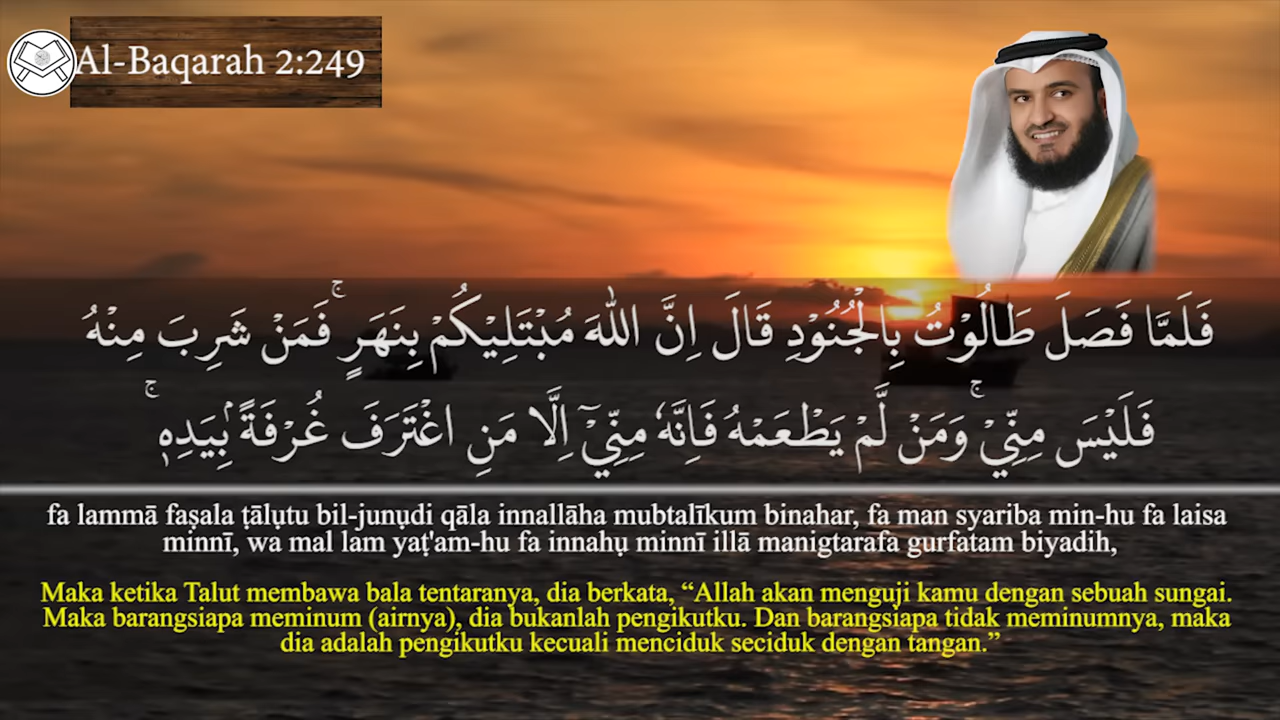 Al-Baqarah 2:249
فَلَمَّا فَصَلَ طَالُوْتُ بِالْجُنُوْدِ قَالَ اِنَّ اللّٰهَ مُبْتَلِيْكُمْ بِنَهَرٍۚ فَمَنْ شَرِبَ مِنْهُ
فَلَيْسَ مِنِّيْۚ وَمَنْ لَّمْ يَطْعَمْهُ فَاِنَّهٗ مِنِّيْٓ اِلَّا مَنِ اغْتَرَفَ غُرْفَةًۢ بِيَدِهٖۚ
fa lammā faṣala ṭālụtu bil-junụdi qāla innallāha mubtalīkum binahar, fa man syariba min-hu fa laisa
minnī, wa mal lam yaṭ'am-hu fa innahụ minnī illā manigtarafa gurfatam biyadih,
Maka ketika Talut membawa bala tentaranya, dia berkata, “Allah akan menguji kamu dengan sebuah sungai.
Maka barangsiapa meminum (airnya), dia bukanlah pengikutku. Dan barangsiapa tidak meminumnya, maka
dia adalah pengikutku kecuali menciduk seciduk dengan tangan.”